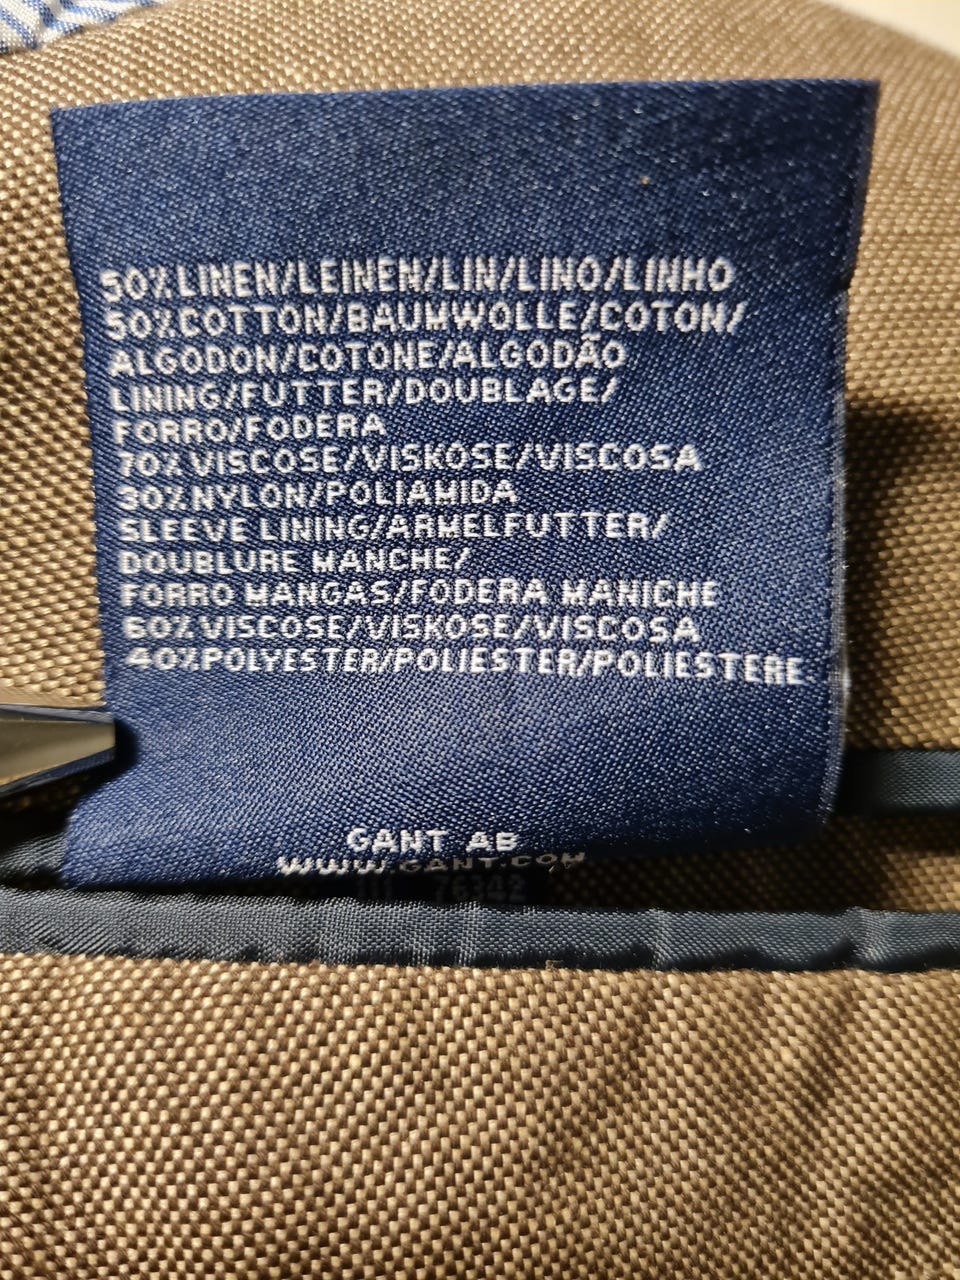 50%LINEN/LEINEN/LIN/LINO/LINHO
50%COTTON/BAUMWOLLE/COTON/
ALGODON/COTONE/ALGODÃO
LINING/FUTTER/DOUBLAGE/
FORRO/FODERA
70%VISCOSE/VISKOSE/VISCOSA
30%NYLON/POLIAMIDA
SLEEVE LINING/ARMELFUTTER/
DOUBLURE MANCHE/
FORRO MANGAS/FODERA MANICHE
60%VISCOSE/VISKOSE/VISCOSA
40%POLYESTER/POLIESTER/POLIESTERE
GANT AB
WWW.GANT.COM
76342